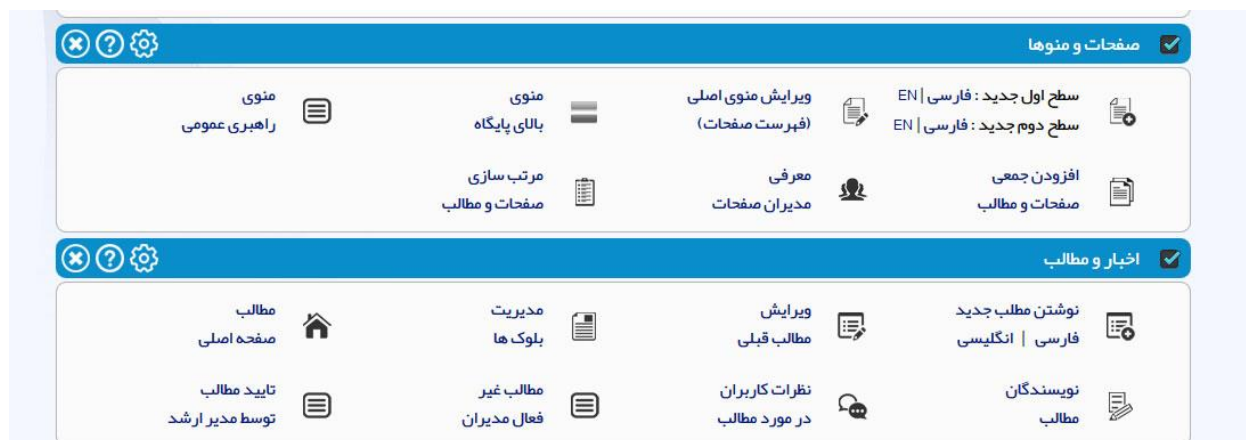 صفحات و منوها
سطح اول جدید : فارسی | EN
سطح دوم جدید : فارسی | EN
ویرایش منوی اصلی
(فهرست صفحات)
منوی
بالای پایگاه
منوی
راهبری عمومی
افزودن جمعی
صفحات و مطالب
معرفی
مدیران صفحات
مرتب سازی
صفحات و مطالب
اخبار و مطالب
نوشتن مطلب جدید
فارسی | انگلیسی
ویرایش
مطالب قبلی
مدیریت
بلوک ها
مطالب
صفحه اصلی
نویسندگان
مطالب
نظرات کاربران
در مورد مطالب
مطالب غیر
فعال مدیران
تایید مطالب
توسط مدیر ارشد